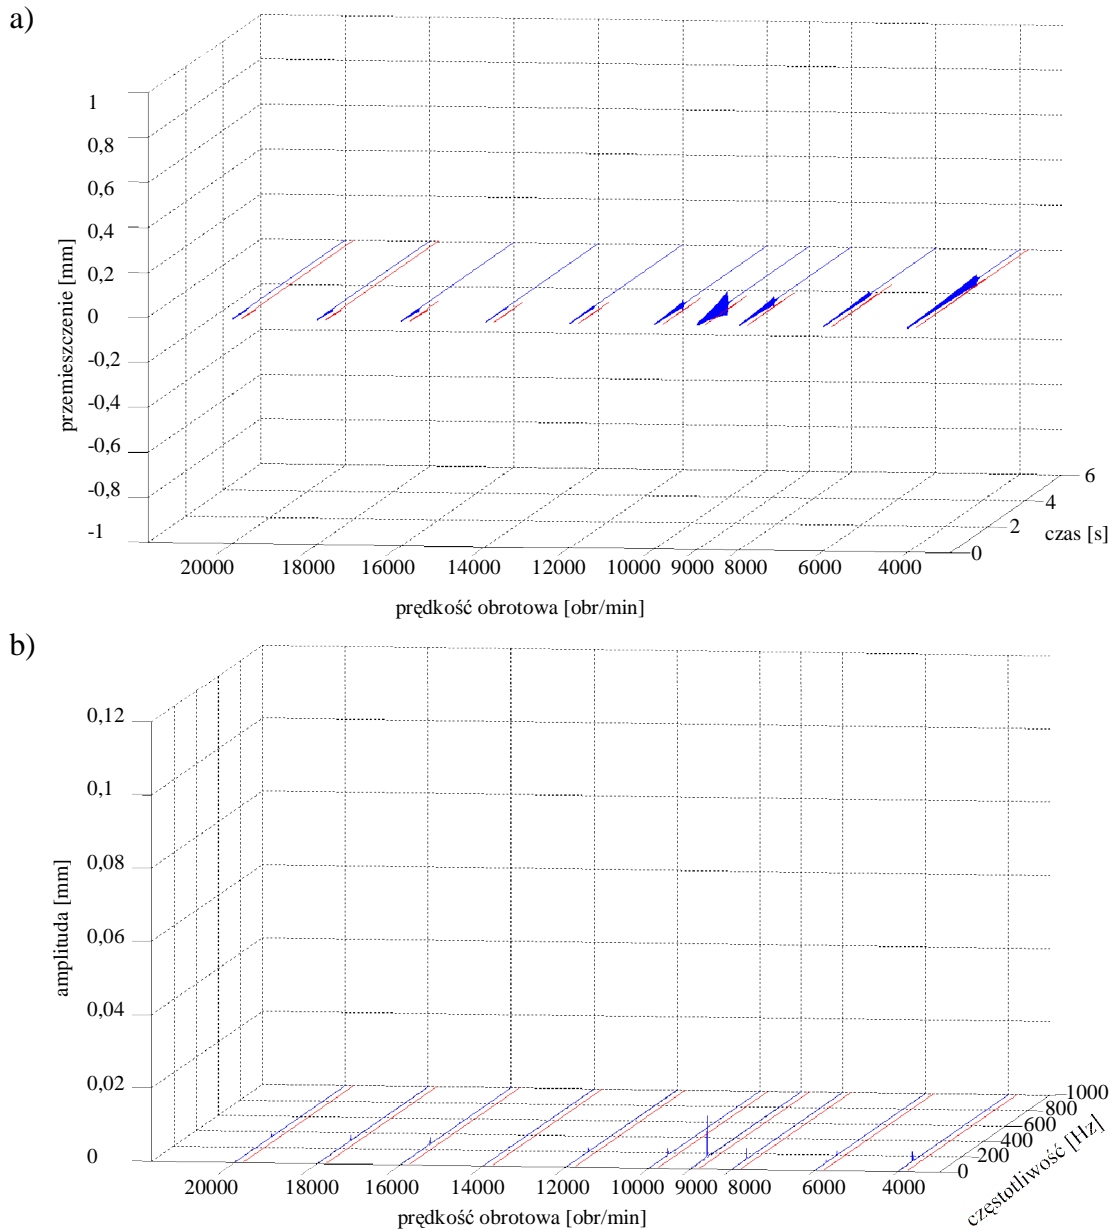 a)
1
0,8
0,6
0,4
0,2
0
-0,2
-0,4
-0,6
-0,8
-1
przemieszczenie [mm]
20000 18000 16000 14000 12000 10000 9000 8000 6000 4000
prędkość obrotowa [obr/min]
0 2 4 6
czas [s]
b)
0,12
0,1
0,08
0,06
0,04
0,02
0
amplituda [mm]
20000 18000 16000 14000 12000 10000 9000 8000 6000 4000
prędkość obrotowa [obr/min]
0 200 400 600 800 1000
częstotliwość [Hz]